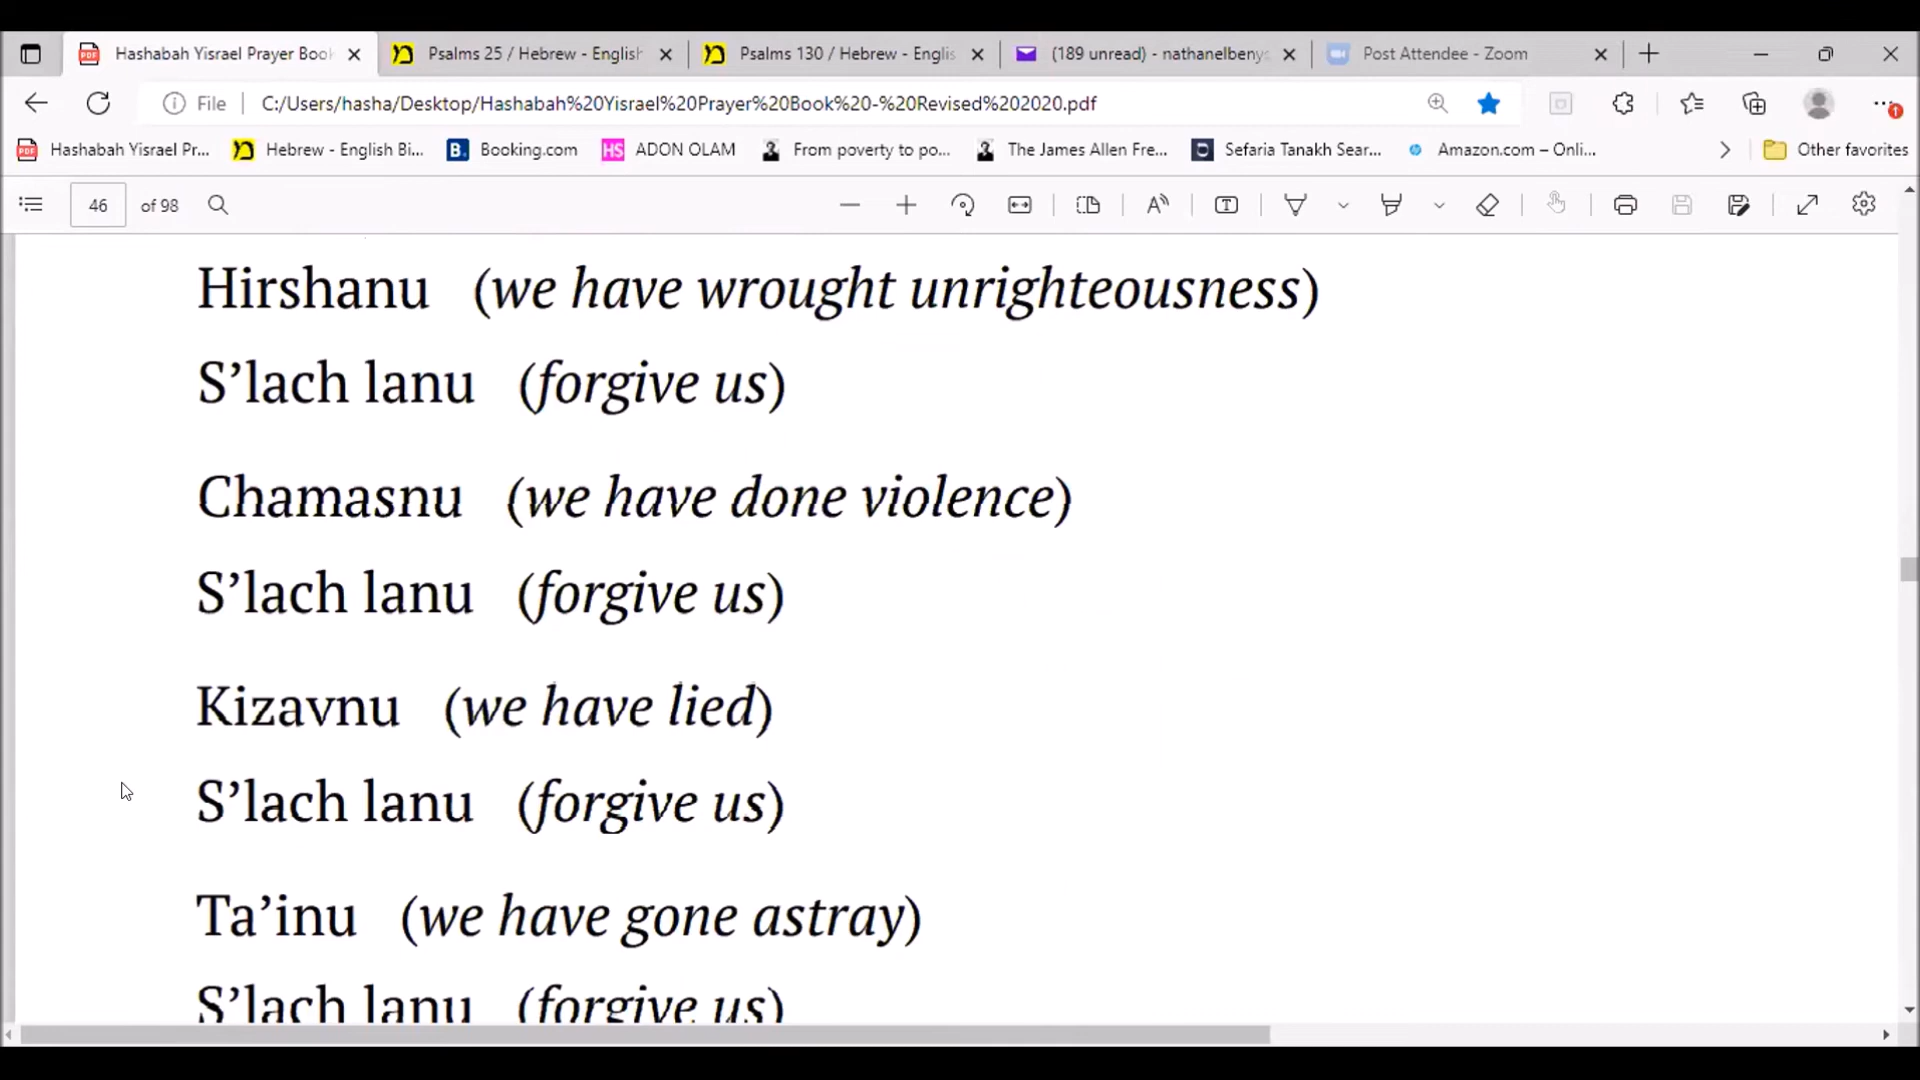 Hashabah Yisrael Prayer Book
Psalms 25 / Hebrew - English
Psalms 130 / Hebrew - Englis
(189 unread) - nathanelbenys
Post Attendee - Zoom
File C:/Users/hasha/Desktop/Hashabah%20Yisrael%20Prayer%20Book%20-%20Revised%202020.pdf
Hashabah Yisrael Pr... Hebrew - English Bi... Booking.com ADON OLAM From poverty to po... The James Allen Fre... Sefaria Tanakh Sear... Amazon.com – Onli... Other favorites
46 of 98
Hirshanu (we have wrought unrighteousness)
S’lach lanu (forgive us)
Chamasnu (we have done violence)
S’lach lanu (forgive us)
Kizavnu (we have lied)
S’lach lanu (forgive us)
Ta’inu (we have gone astray)
S’lach lanu (forgive us)